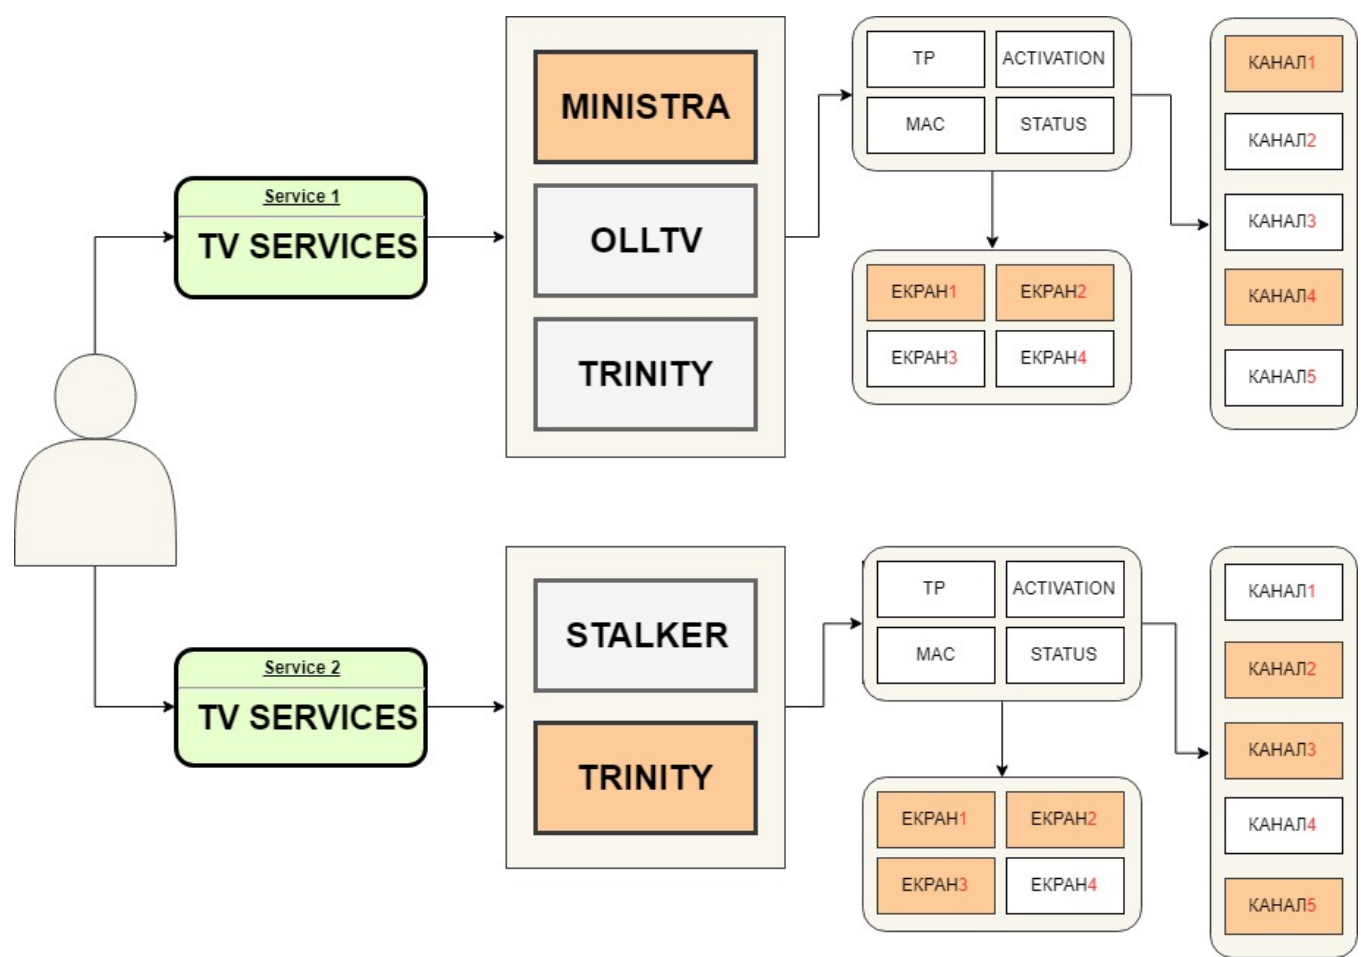 Service 1
TV SERVICES
MINISTRA
OLLTV
TRINITY
TP
ACTIVATION
MAC
STATUS
ЕКРАН1
ЕКРАН2
ЕКРАН3
ЕКРАН4
КАНАЛ1
КАНАЛ2
КАНАЛ3
КАНАЛ4
КАНАЛ5
Service 2
TV SERVICES
STALKER
TRINITY
TP
ACTIVATION
MAC
STATUS
ЕКРАН1
ЕКРАН2
ЕКРАН3
ЕКРАН4
КАНАЛ1
КАНАЛ2
КАНАЛ3
КАНАЛ4
КАНАЛ5